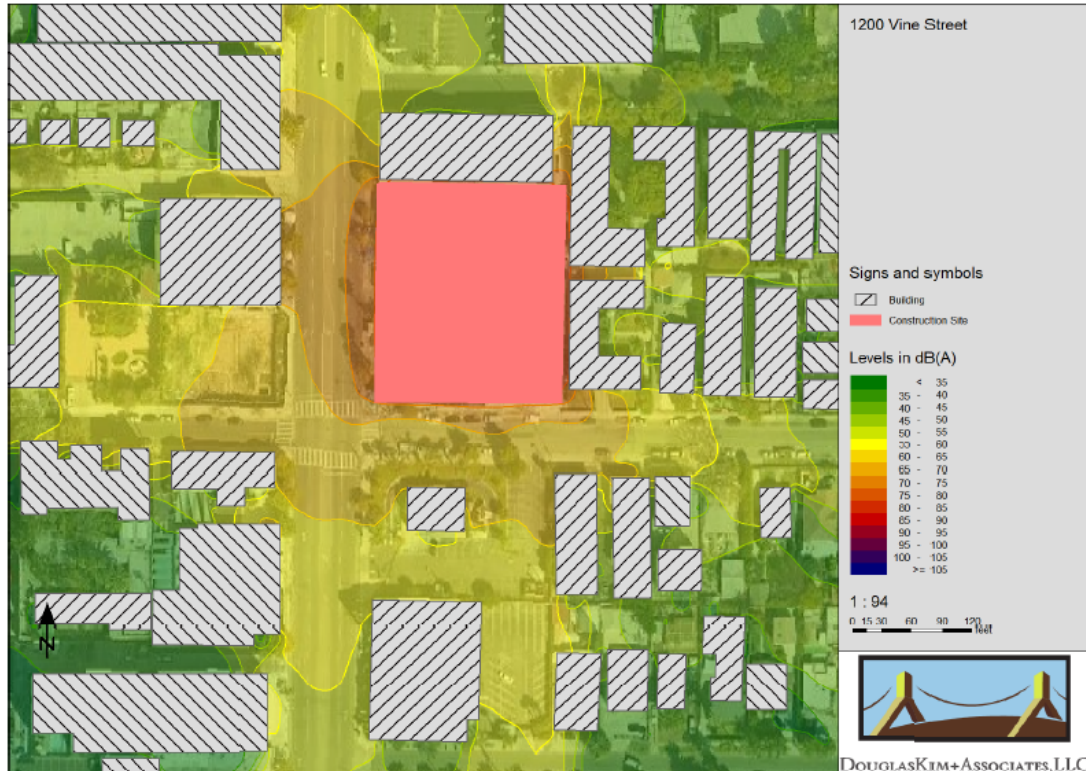 1200 Vine Street
Signs and symbols
Building
Construction Site
Levels in dB(A)
< 35
35 - 40
40 - 45
45 - 50
50 - 55
55 - 60
60 - 65
65 - 70
70 - 75
75 - 80
80 - 85
85 - 90
90 - 95
95 - 100
100 - 105
>= 105
1 : 94
0 15 30 60 90 120
feet
N
DOUGLASKIM+ASSOCIATES, LLC